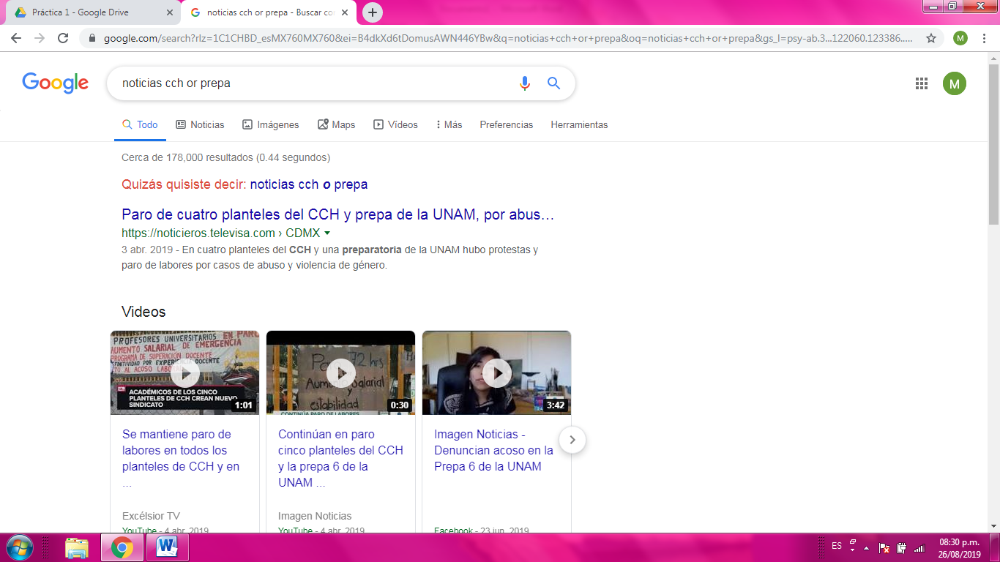 Práctica 1 - Google Drive
noticias cch or prepa - Buscar co
google.com/search?rlz=1C1CHBD_esMX760MX760&ei=B4dkXd6tDomusAWN446YBw&q=noticias+cch+or+prepa&oq=noticias+cch+or+prepa&gs_l=psy-ab.3...122060.123386.....
M
Google
noticias cch or prepa
M
Todo
Noticias
Imágenes
Maps
Vídeos
Más
Preferencias
Herramientas
Cerca de 178,000 resultados (0.44 segundos)
Quizás quisiste decir: noticias cch o prepa
Paro de cuatro planteles del CCH y prepa de la UNAM, por abus…
https://noticieros.televisa.com › CDMX
3 abr. 2019 - En cuatro planteles del CCH y una preparatoria de la UNAM hubo protestas y
paro de labores por casos de abuso y violencia de género.
Videos
PROFESORES UNIVERSITARIOS EN PARO
AUMENTO SALARIAL DE EMERGENCIA
PROGRAMA DE SUPERACIÓN DOCENTE
POR EXPERIENCIA DOCENTE
AL ACOSO
ACADÉMICOS DE LOS CINCO
PLANTELES DE CCH CREAN NUEVO
SINDICATO
1:01
72 hrs
Aumento Salarial
y
estabilidad
CONTINÚA PARO DE LABORES
0:30
3:42
Se mantiene paro de
labores en todos los
planteles de CCH y en
...
Excélsior TV
YouTube - 4 abr. 2019
Continúan en paro
cinco planteles del CCH
y la prepa 6 de la
UNAM ...
Imagen Noticias
YouTube - 4 abr. 2019
Imagen Noticias -
Denuncian acoso en la
Prepa 6 de la UNAM
Facebook - 23 jun. 2019
ES
08:30 p.m.
26/08/2019